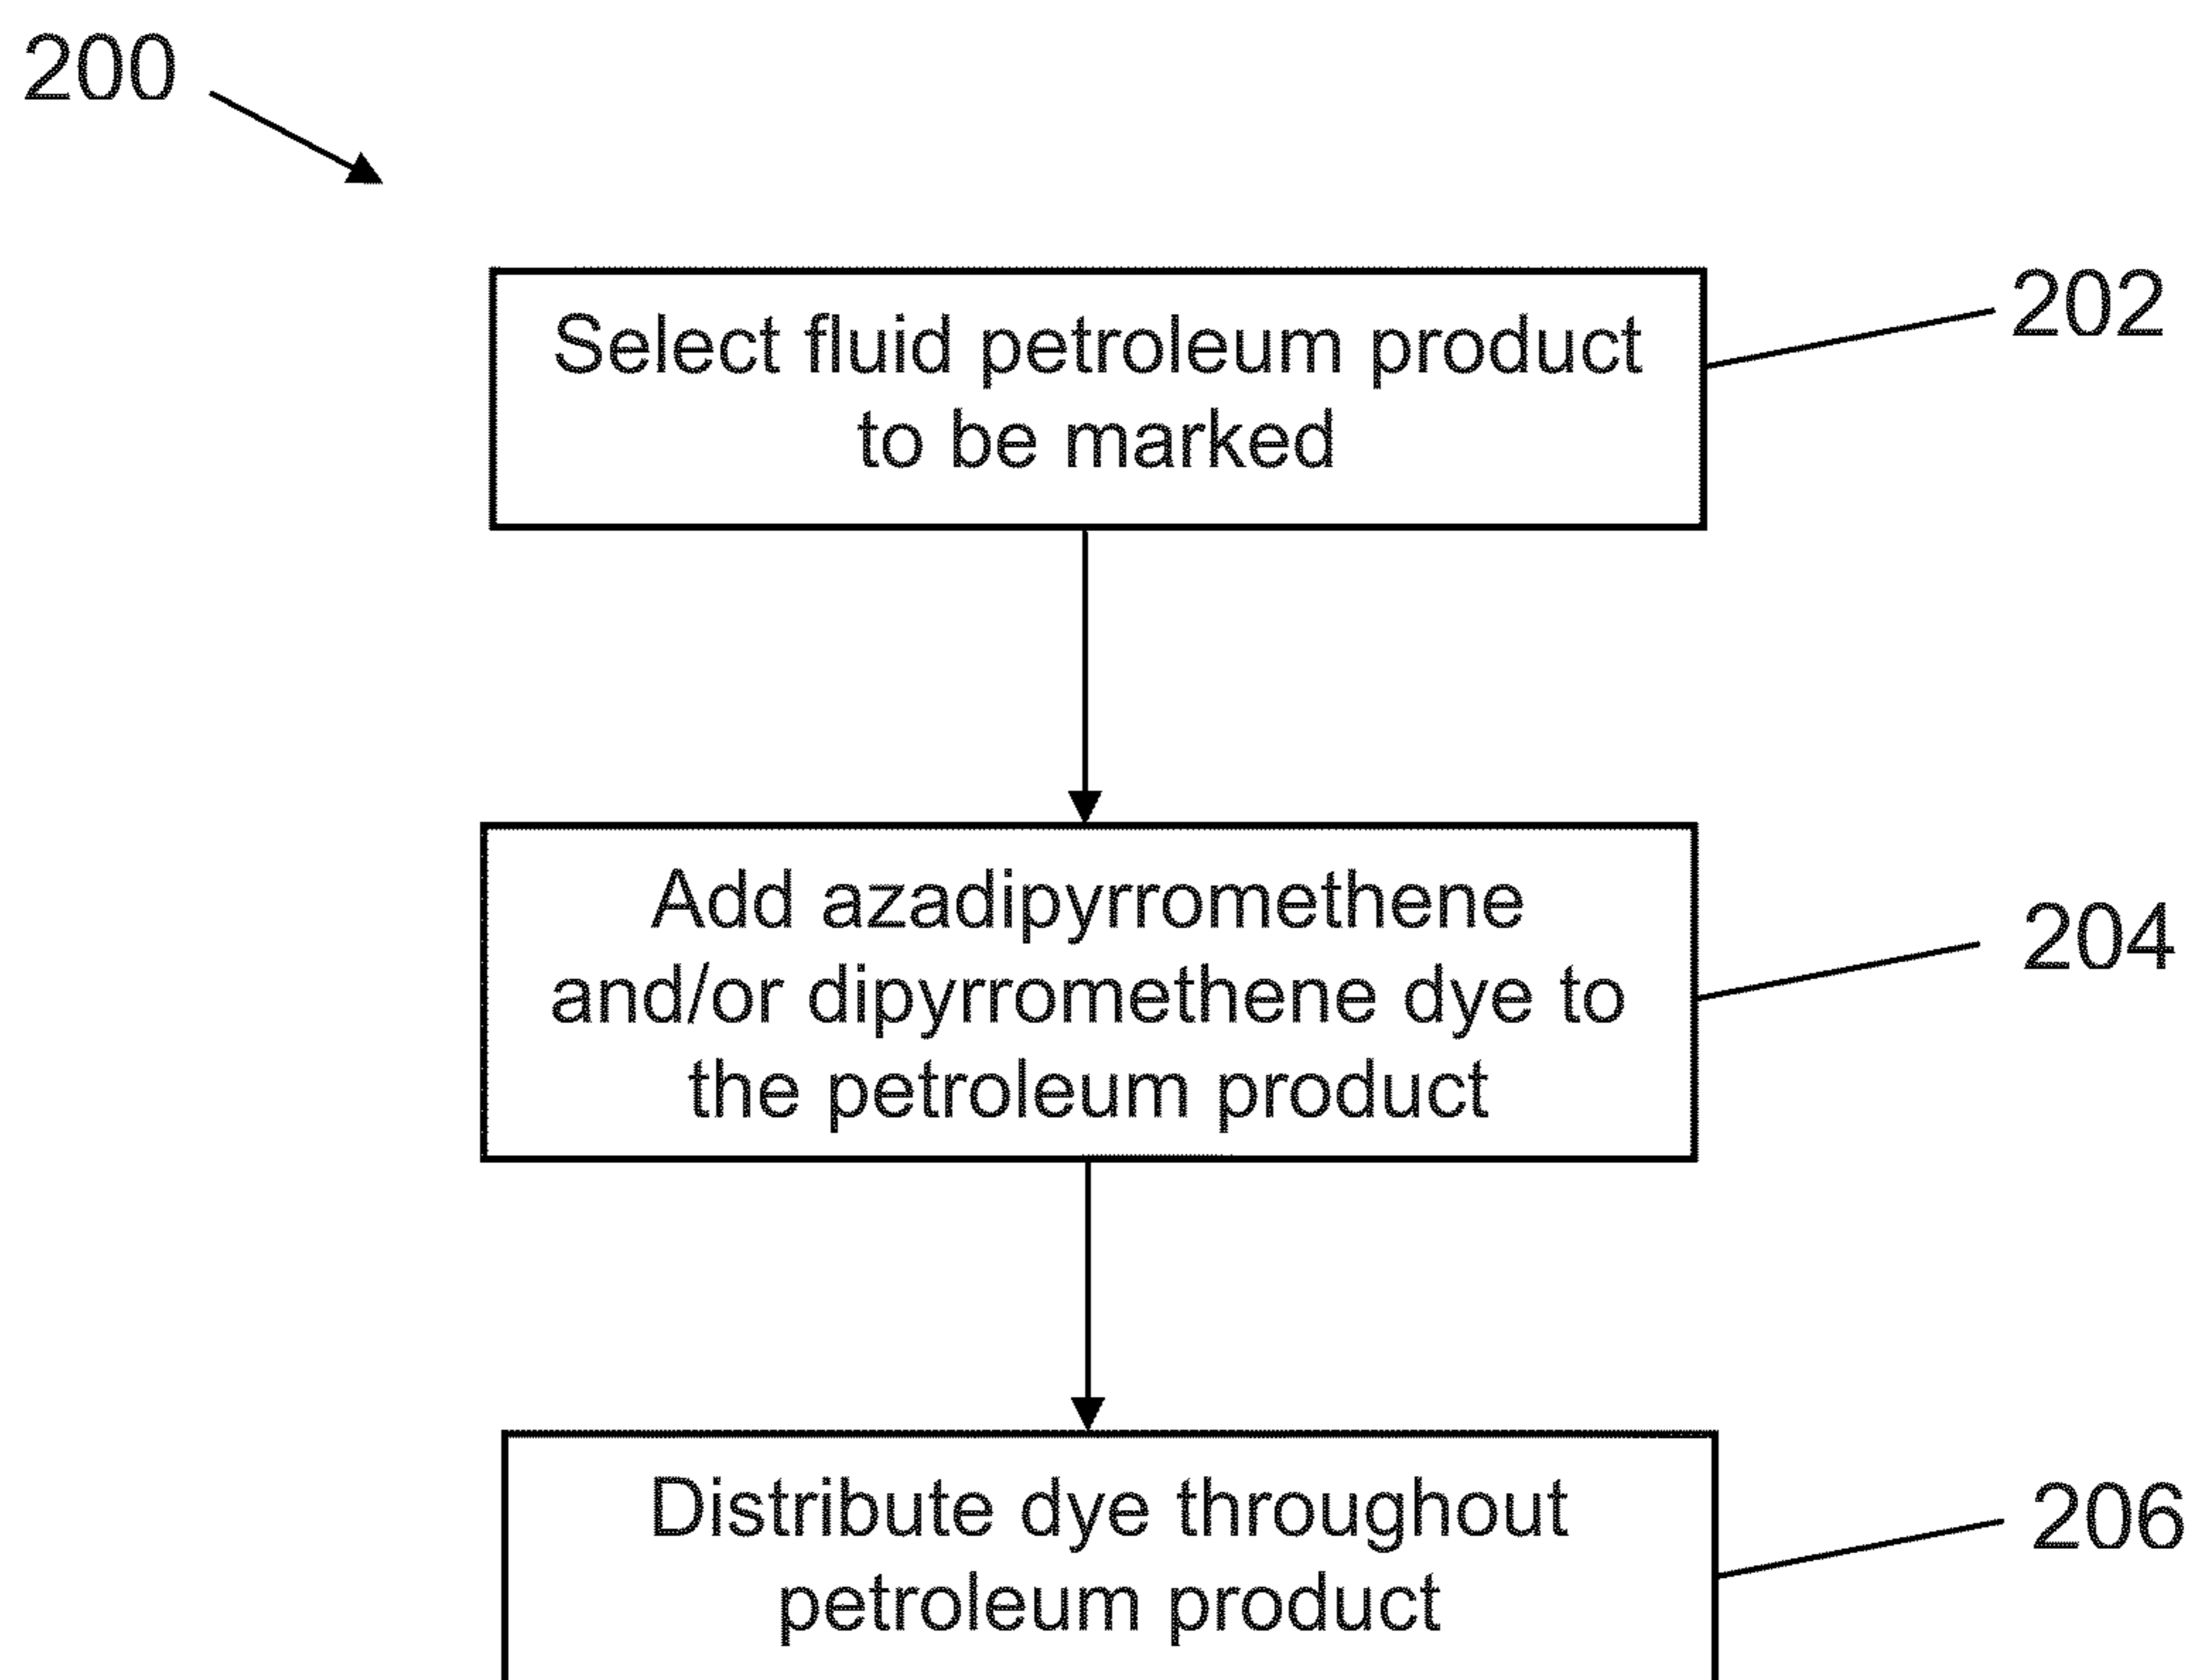 200
Select fluid petroleum product
to be marked
202
Add azadipyrromethene
and/or dipyrromethene dye to
the petroleum product
204
Distribute dye throughout
petroleum product
206